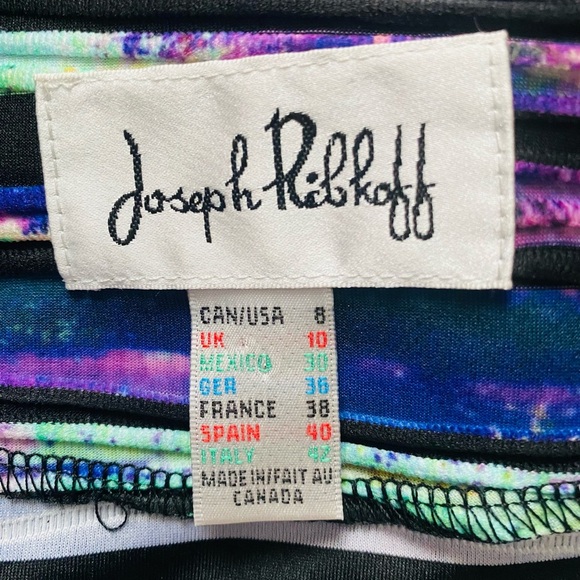 Joseph Ribkoff
CAN/USA 8
UK 10
MEXICO 30
GER 36
FRANCE 38
SPAIN 40
ITALY 42
MADE IN/FAIT AU
CANADA